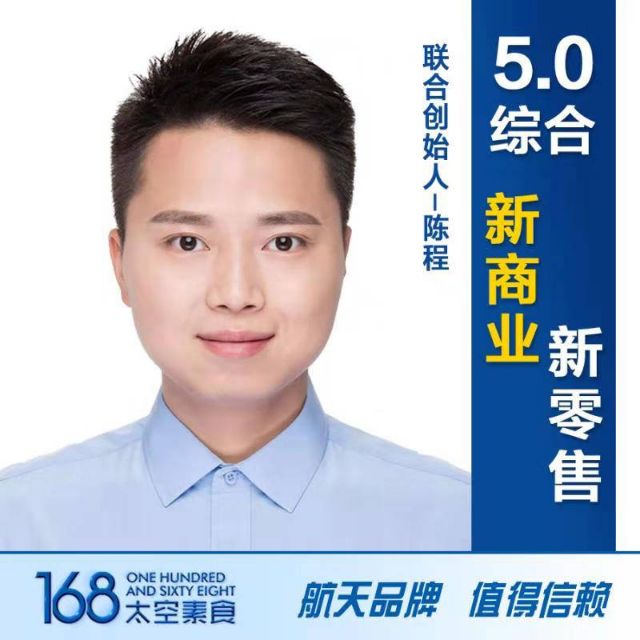 联合创始人-陈程
5.0
综合
新商业
新零售
168
ONE HUNDRED
AND SIXTY EIGHT
太空素食
航天品牌 值得信赖